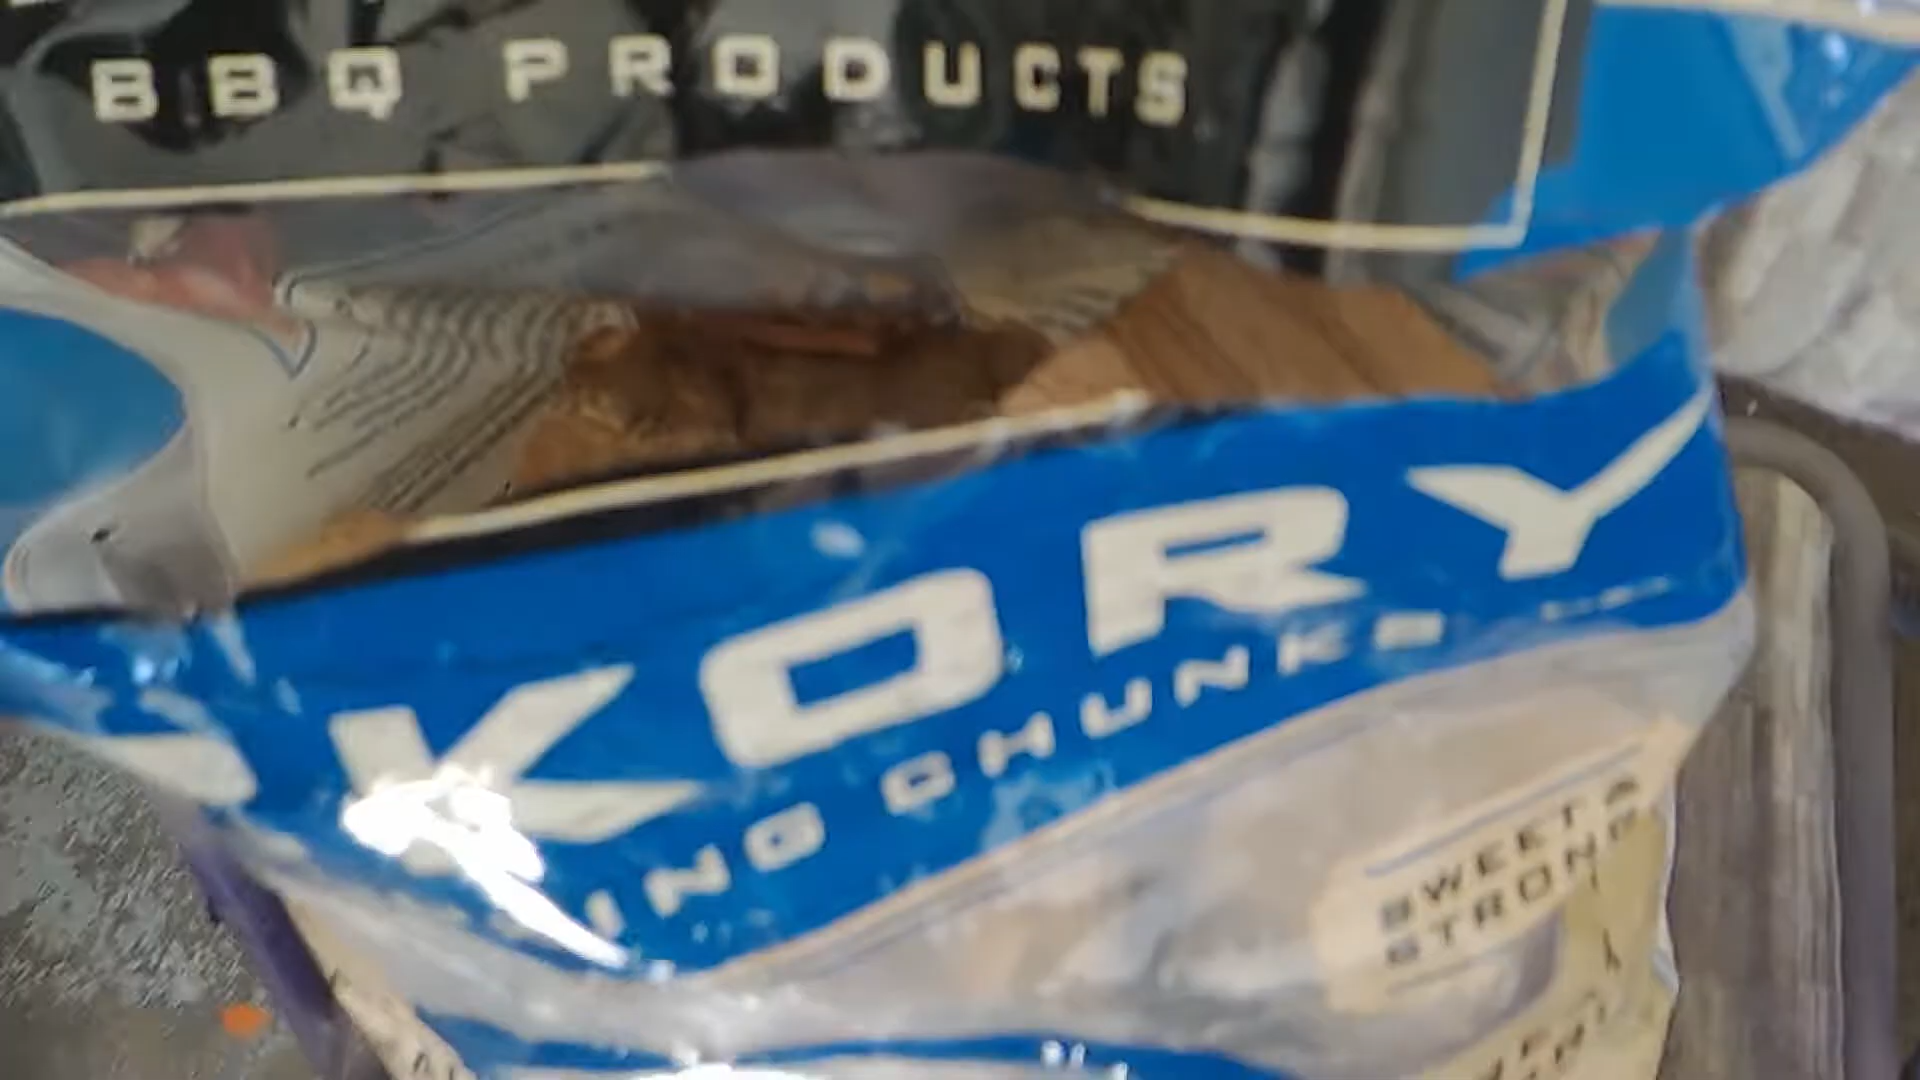 BBQ PRODUCTS
KORY
ING CHUNKS
SWEET &
STRONG